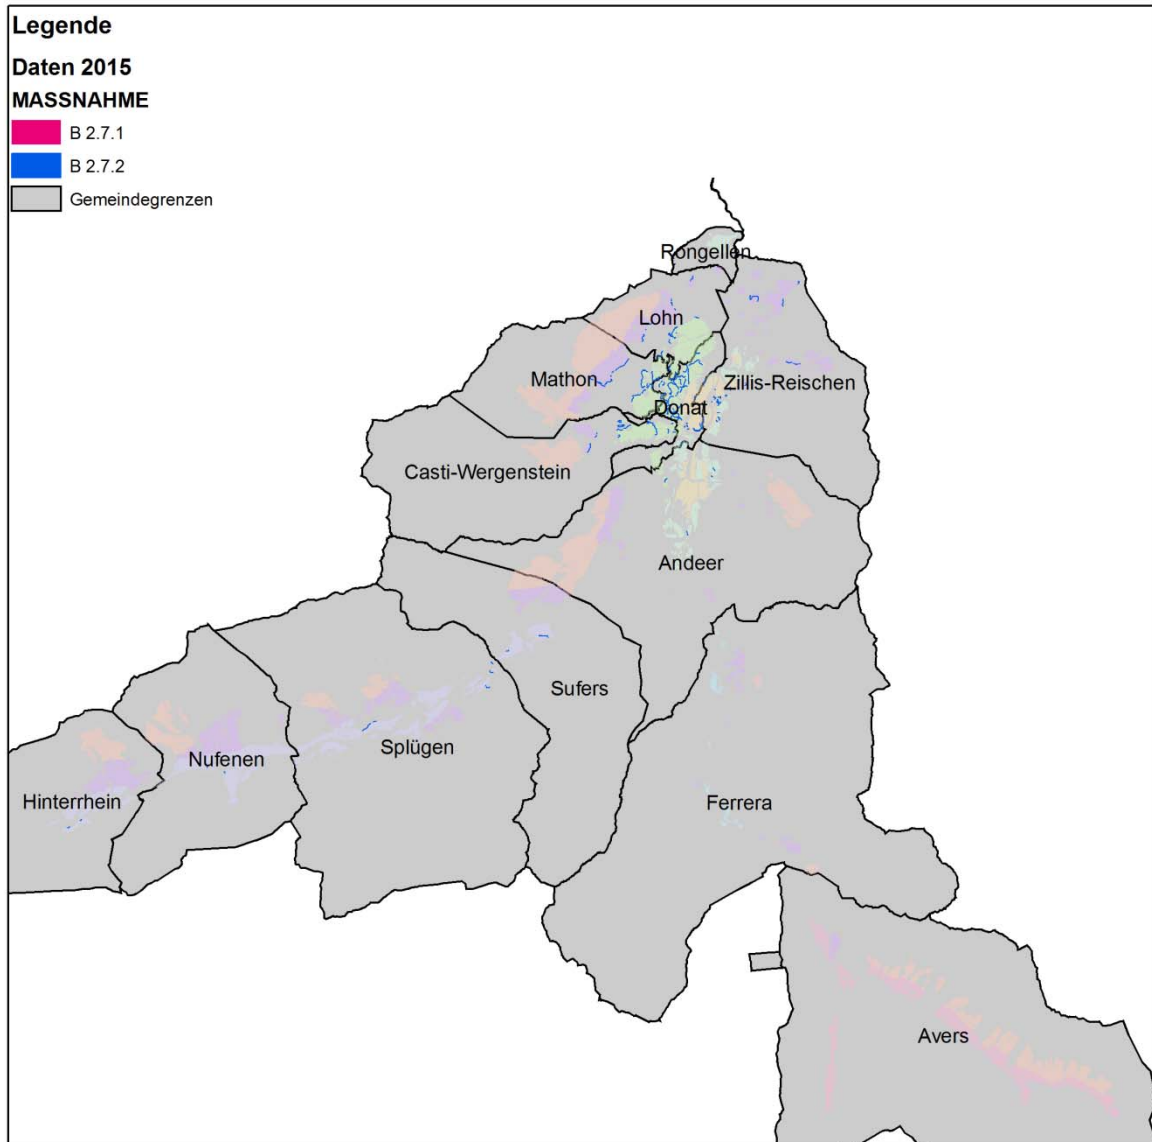 Legende
Daten 2015
MASSNAHME
B 2.7.1
B 2.7.2
Gemeindegrenzen
Rongellen
Lohn
Mathon
Zillis-Reischen
Donat
Casti-Wergenstein
Andeer
Sufers
Splügen
Nufenen
Hinterrhein
Ferrera
Avers